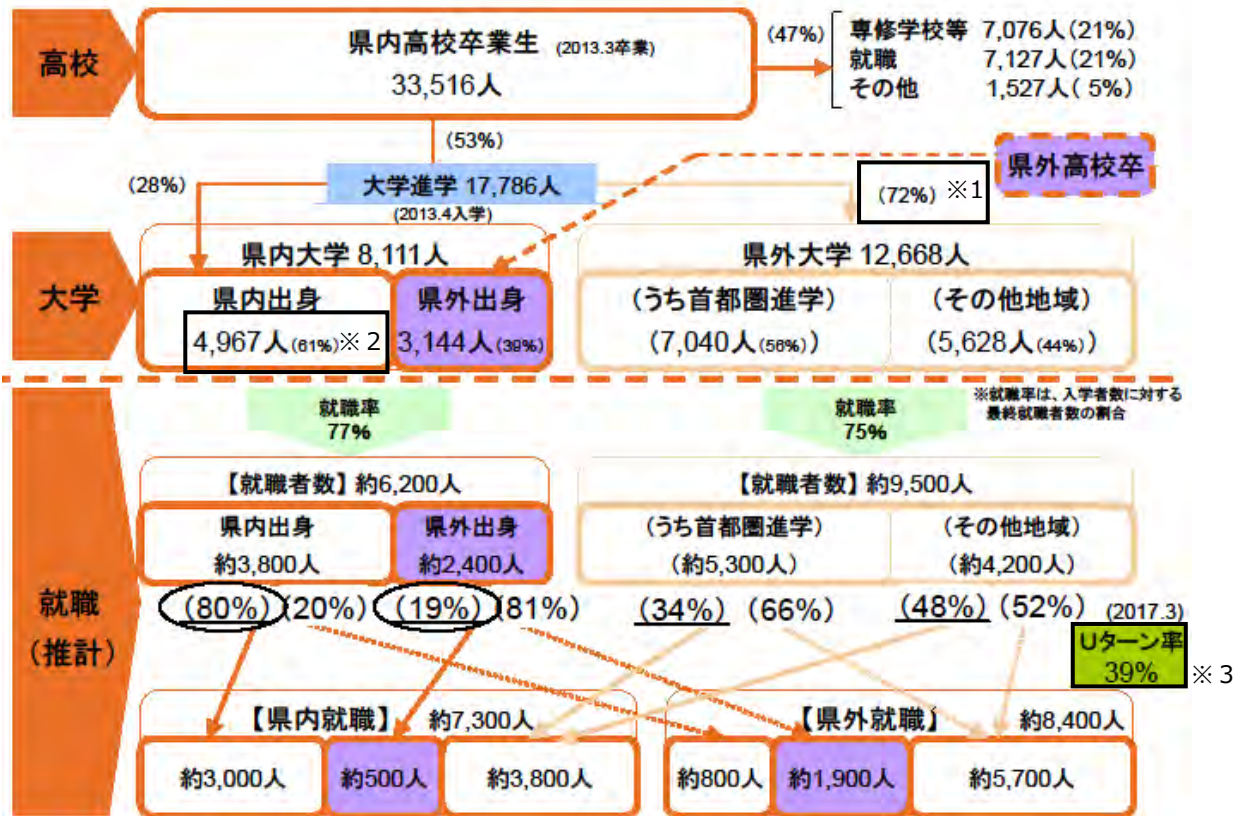 高校
県内高校卒業生 (2013.3卒業)
33,516人
(47%)
専修学校等 7,076人(21%)
就職 7,127人(21%)
その他 1,527人( 5%)
(53%)
県外高校卒
(28%)
大学進学 17,786人
(2013.4入学)
(72%) ※1
大学
県内大学 8,111人
県内出身
4,967人(61%)※2
県外出身
3,144人(39%)
県外大学 12,668人
(うち首都圏進学)
(7,040人(56%))
(その他地域)
(5,628人(44%))
就職率
77%
就職率
75%
※就職率は、入学者数に対する
最終就職者数の割合
就職
(推計)
【就職者数】約6,200人
県内出身
約3,800人
県外出身
約2,400人
【就職者数】約9,500人
(うち首都圏進学)
(約5,300人)
(その他地域)
(約4,200人)
(80%) (20%) (19%) (81%) (34%) (66%) (48%) (52%) (2017.3)
Uターン率
39% ※3
【県内就職】 約7,300人
約3,000人 約500人 約3,800人
【県外就職】 約8,400人
約800人 約1,900人 約5,700人